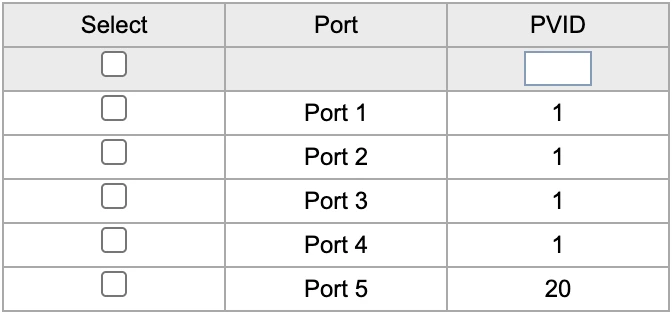 Select Port PVID
Port 1 1
Port 2 1
Port 3 1
Port 4 1
Port 5 20